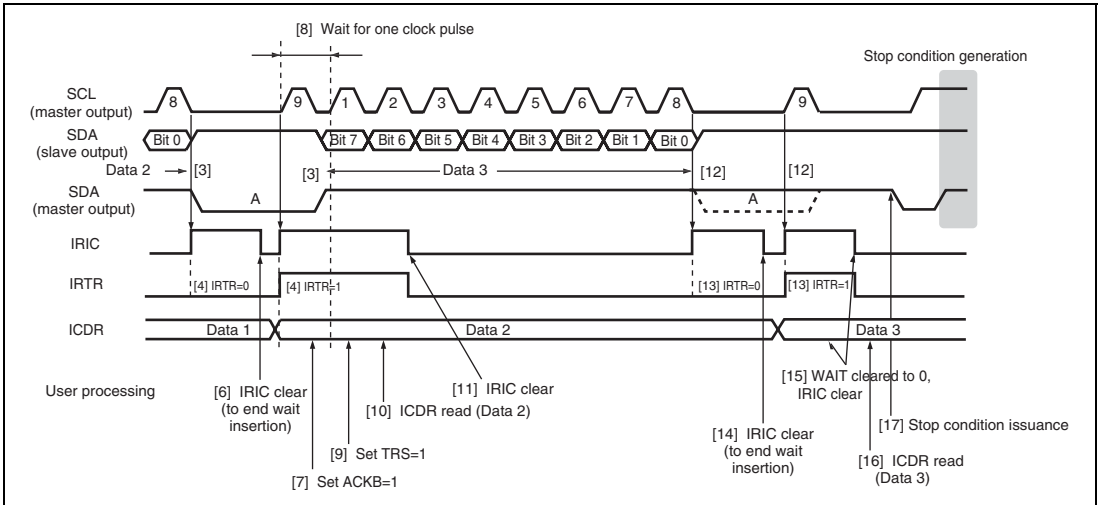 [8] Wait for one clock pulse
Stop condition generation
SCL
(master output)
8 9 1 2 3 4 5 6 7 8 9
SDA
(slave output)
Bit 0 Bit 7 Bit 6 Bit 5 Bit 4 Bit 3 Bit 2 Bit 1 Bit 0
Data 2 [3] [3] Data 3 [12] [12]
SDA
(master output)
A A
IRIC
IRTR
[4] IRTR=0 [4] IRTR=1 [13] IRTR=0 [13] IRTR=1
ICDR
Data 1 Data 2 Data 3
User processing
[6] IRIC clear
(to end wait
insertion)
[11] IRIC clear
[10] ICDR read (Data 2)
[9] Set TRS=1
[7] Set ACKB=1
[15] WAIT cleared to 0,
IRIC clear
[14] IRIC clear
(to end wait
insertion)
[17] Stop condition issuance
[16] ICDR read
(Data 3)